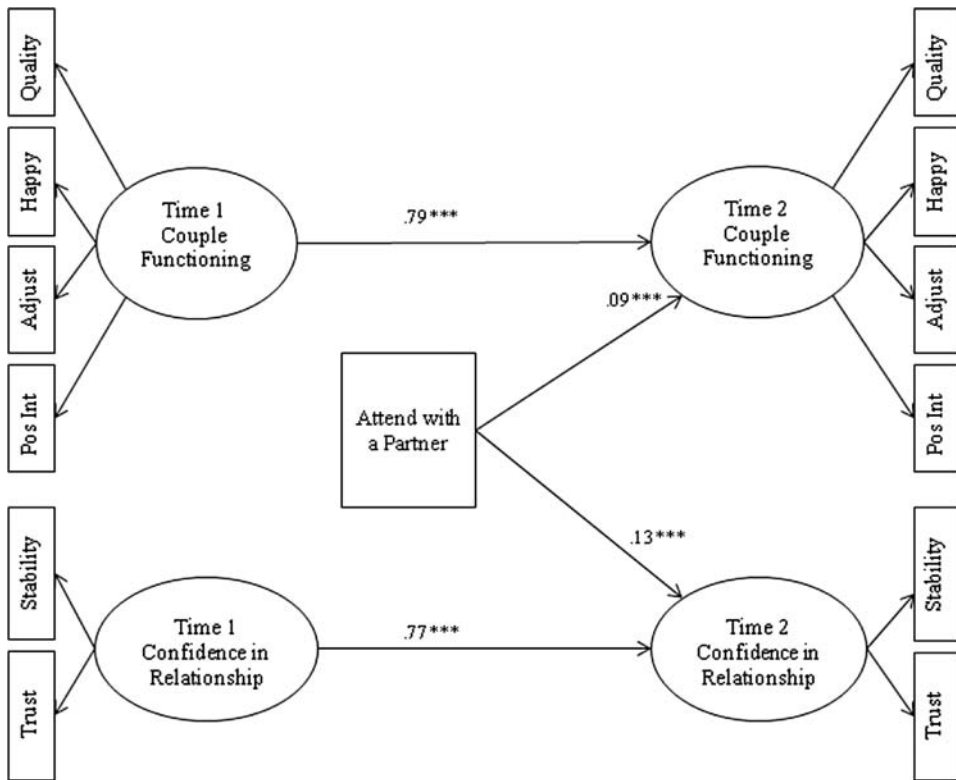 Quality
Happy
Adjust
Pos Int
Stability
Trust
Time 1
Couple
Functioning
.79***
Time 2
Couple
Functioning
.09***
Attend with
a Partner
.13***
Time 1
Confidence in
Relationship
.77***
Time 2
Confidence in
Relationship
Quality
Happy
Adjust
Pos Int
Stability
Trust